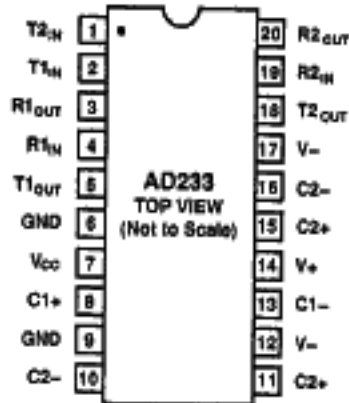 T2IN 1 20 R2OUT
T1IN 2 19 R2IN
R1OUT 3 18 T2OUT
R1IN 4 17 V–
T1OUT 5 AD233 16 C2–
TOP VIEW
GND 6 (Not to Scale) 15 C2+
VCC 7 14 V+
C1+ 8 13 C1–
GND 9 12 V–
C2– 10 11 C2+